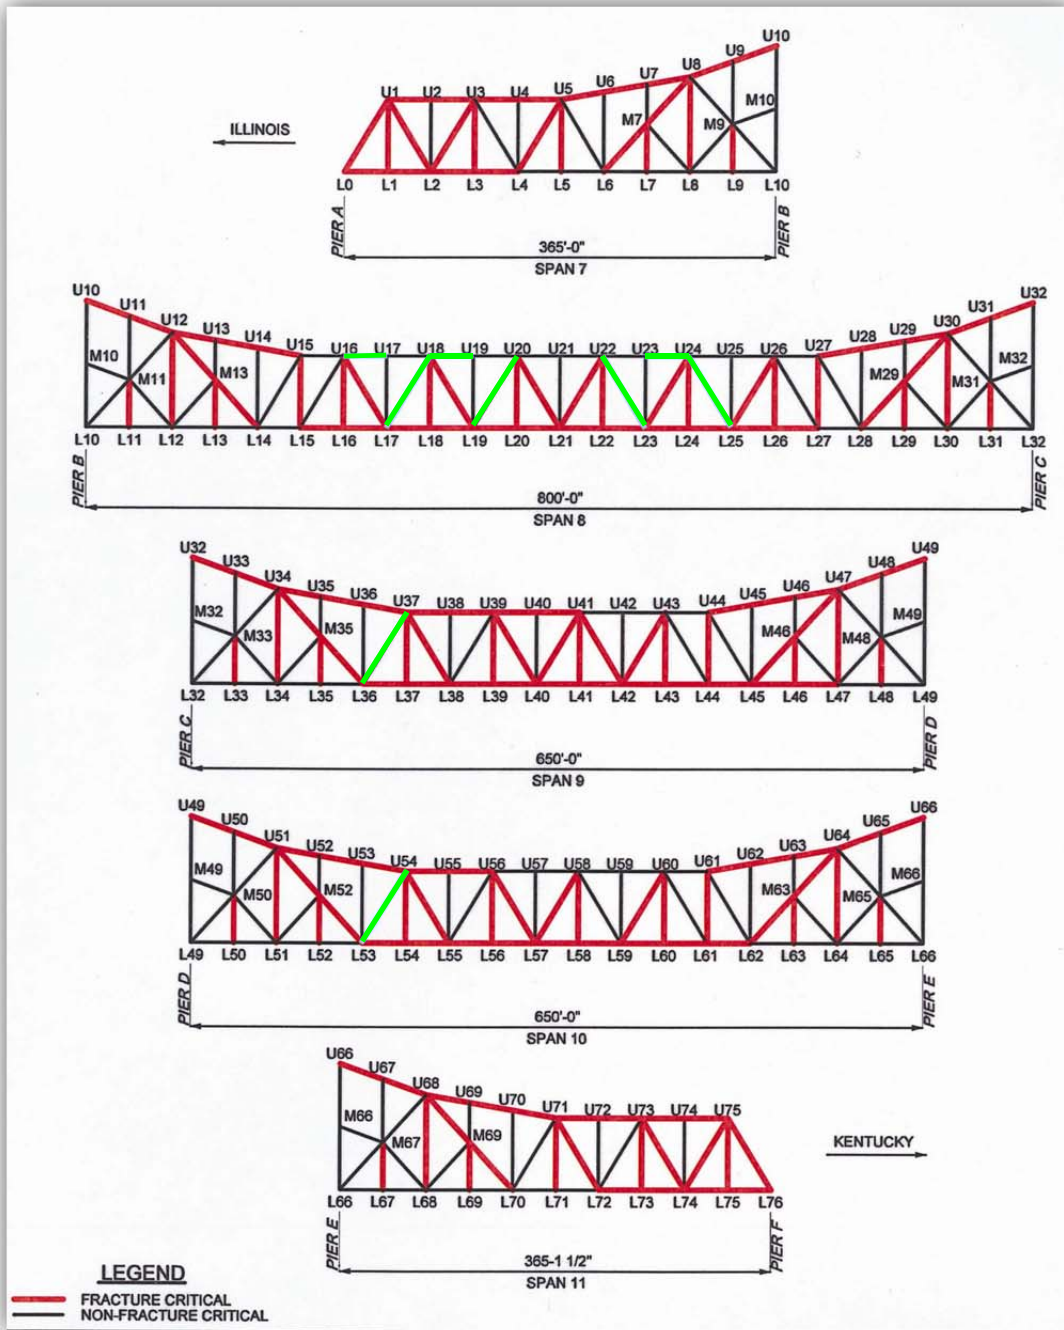 U10
U9
U8
U7
U6
U1 U2 U3 U4 U5
M10
ILLINOIS
M7 M9
L0 L1 L2 L3 L4 L5 L6 L7 L8 L9 L10
PIER A PIER B
365'-0"
SPAN 7
U10 U32
U11 U31
U12 U30
U13 U29
U14 U28
U15 U16 U17 U18 U19 U20 U21 U22 U23 U24 U25 U26 U27
M10 M32
M11 M13 M29 M31
L10 L11 L12 L13 L14 L15 L16 L17 L18 L19 L20 L21 L22 L23 L24 L25 L26 L27 L28 L29 L30 L31 L32
PIER B PIER C
800'-0"
SPAN 8
U32 U49
U33 U48
U34 U47
U35 U46
U36 U45
U37 U38 U39 U40 U41 U42 U43 U44
M32 M49
M33 M35 M46 M48
L32 L33 L34 L35 L36 L37 L38 L39 L40 L41 L42 L43 L44 L45 L46 L47 L48 L49
PIER C PIER D
650'-0"
SPAN 9
U49 U66
U50 U65
U51 U64
U52 U63
U53 U62
U54 U55 U56 U57 U58 U59 U60 U61
M49 M66
M50 M52 M63 M65
L49 L50 L51 L52 L53 L54 L55 L56 L57 L58 L59 L60 L61 L62 L63 L64 L65 L66
PIER D PIER E
650'-0"
SPAN 10
U66
U67
U68
U69
U70
U71 U72 U73 U74 U75
M66
M67 M69
KENTUCKY
L66 L67 L68 L69 L70 L71 L72 L73 L74 L75 L76
PIER E PIER F
365-1 1/2"
SPAN 11
LEGEND
FRACTURE CRITICAL
NON-FRACTURE CRITICAL